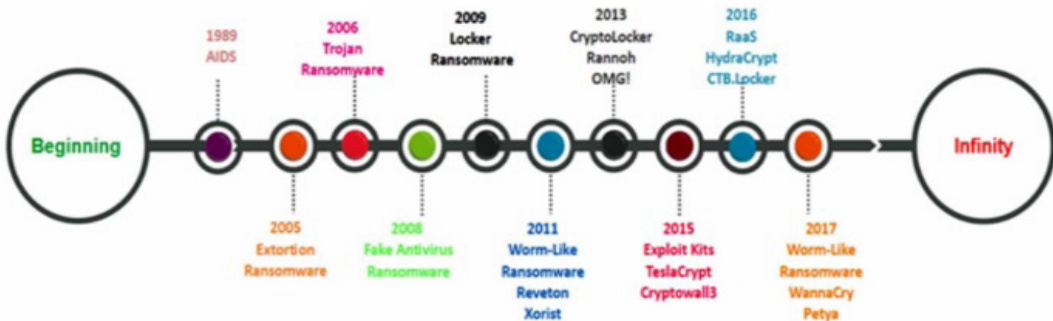 Beginning
1989
AIDS
2005
Extortion
Ransomware
2006
Trojan
Ransomware
2008
Fake Antivirus
Ransomware
2009
Locker
Ransomware
2011
Worm-Like
Ransomware
Reveton
Xorist
2013
CryptoLocker
Rannoh
OMG!
2015
Exploit Kits
TeslaCrypt
Cryptowall3
2016
RaaS
HydraCrypt
CTB.Locker
2017
Worm-Like
Ransomware
WannaCry
Petya
Infinity